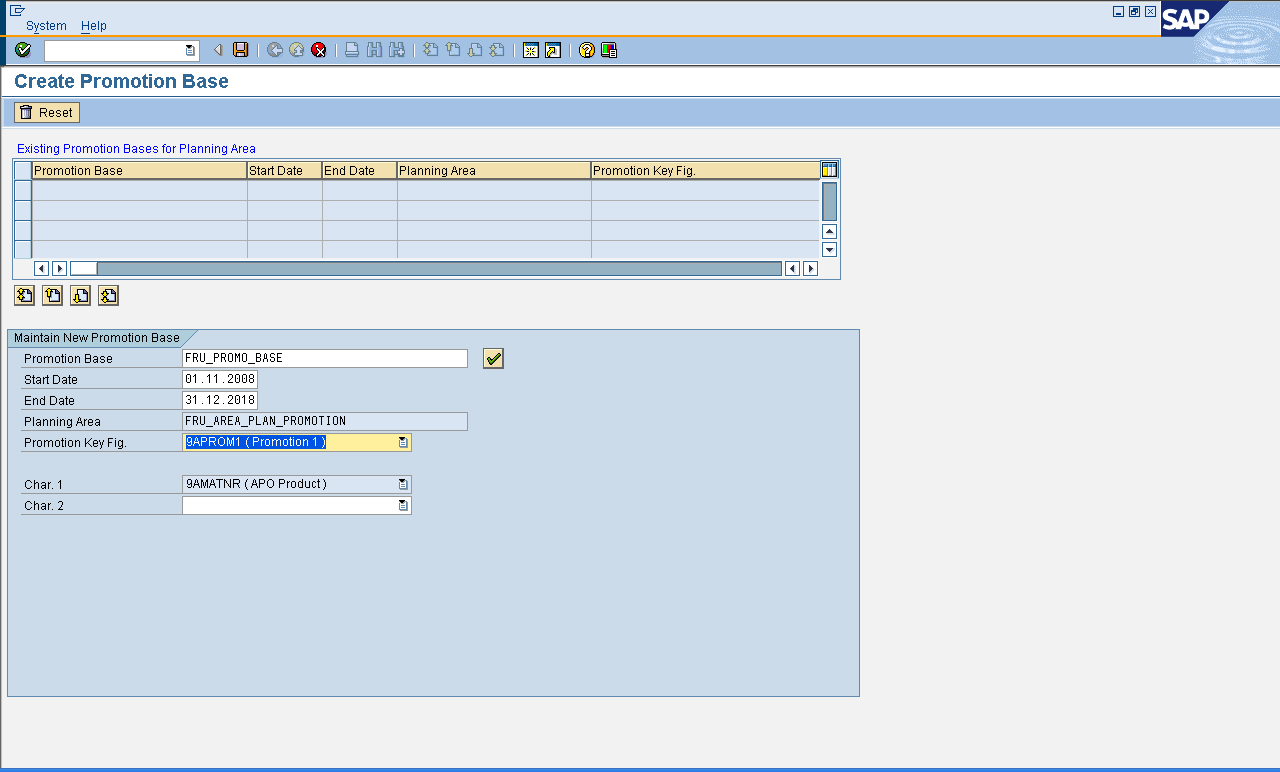 System Help
SAP
Create Promotion Base
Reset
Existing Promotion Bases for Planning Area
Promotion Base Start Date End Date Planning Area Promotion Key Fig.
Maintain New Promotion Base
Promotion Base FRU_PROMO_BASE
Start Date 01.11.2008
End Date 31.12.2018
Planning Area FRU_AREA_PLAN_PROMOTION
Promotion Key Fig. 9APROM1 ( Promotion 1 )
Char. 1 9AMATNR ( APO Product )
Char. 2